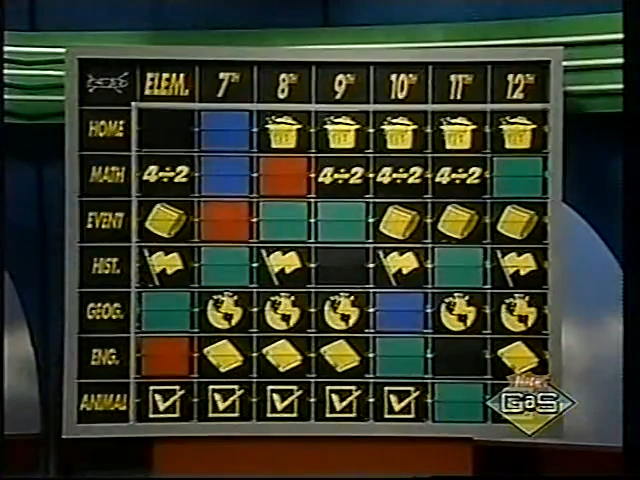 ELEM. 7TH 8TH 9TH 10TH 11TH 12TH
HOME
MATH 4÷2 4÷2 4÷2 4÷2
EVENT
HIST.
GEOG.
ENG.
ANIMAL
GAS